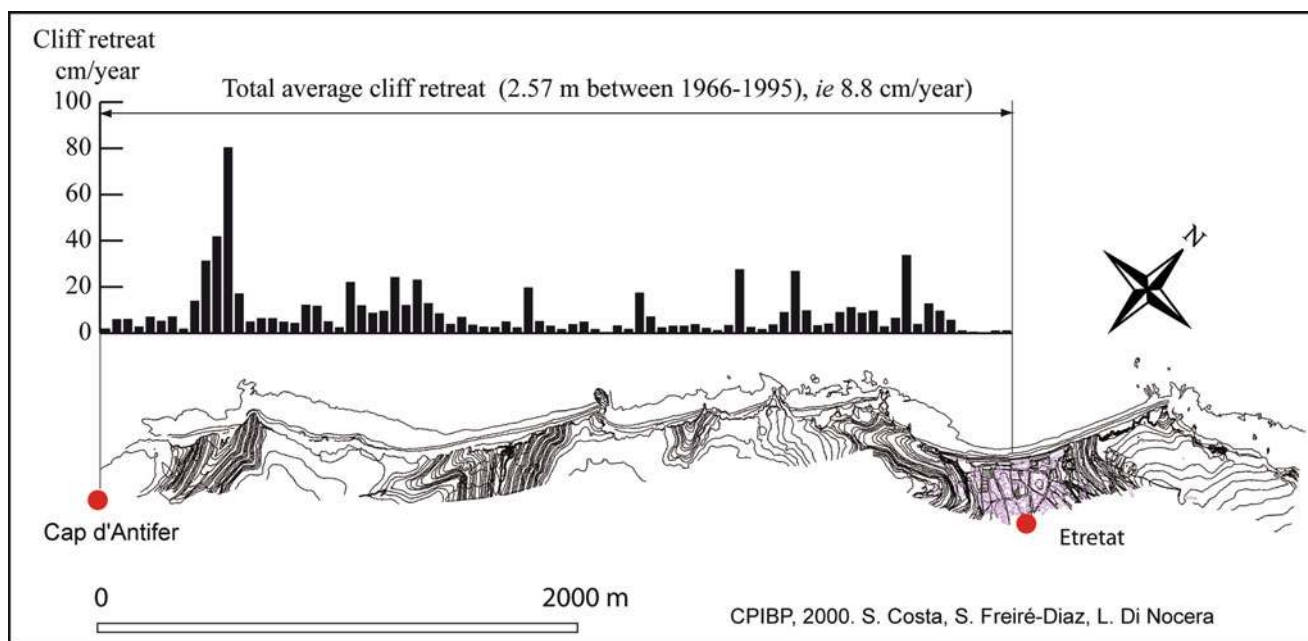 Cliff retreat
cm/year
Total average cliff retreat (2.57 m between 1966-1995), ie 8.8 cm/year)
100
80
60
40
20
0
N
Cap d'Antifer
Etretat
0 2000 m
CPIBP, 2000. S. Costa, S. Freiré-Diaz, L. Di Nocera